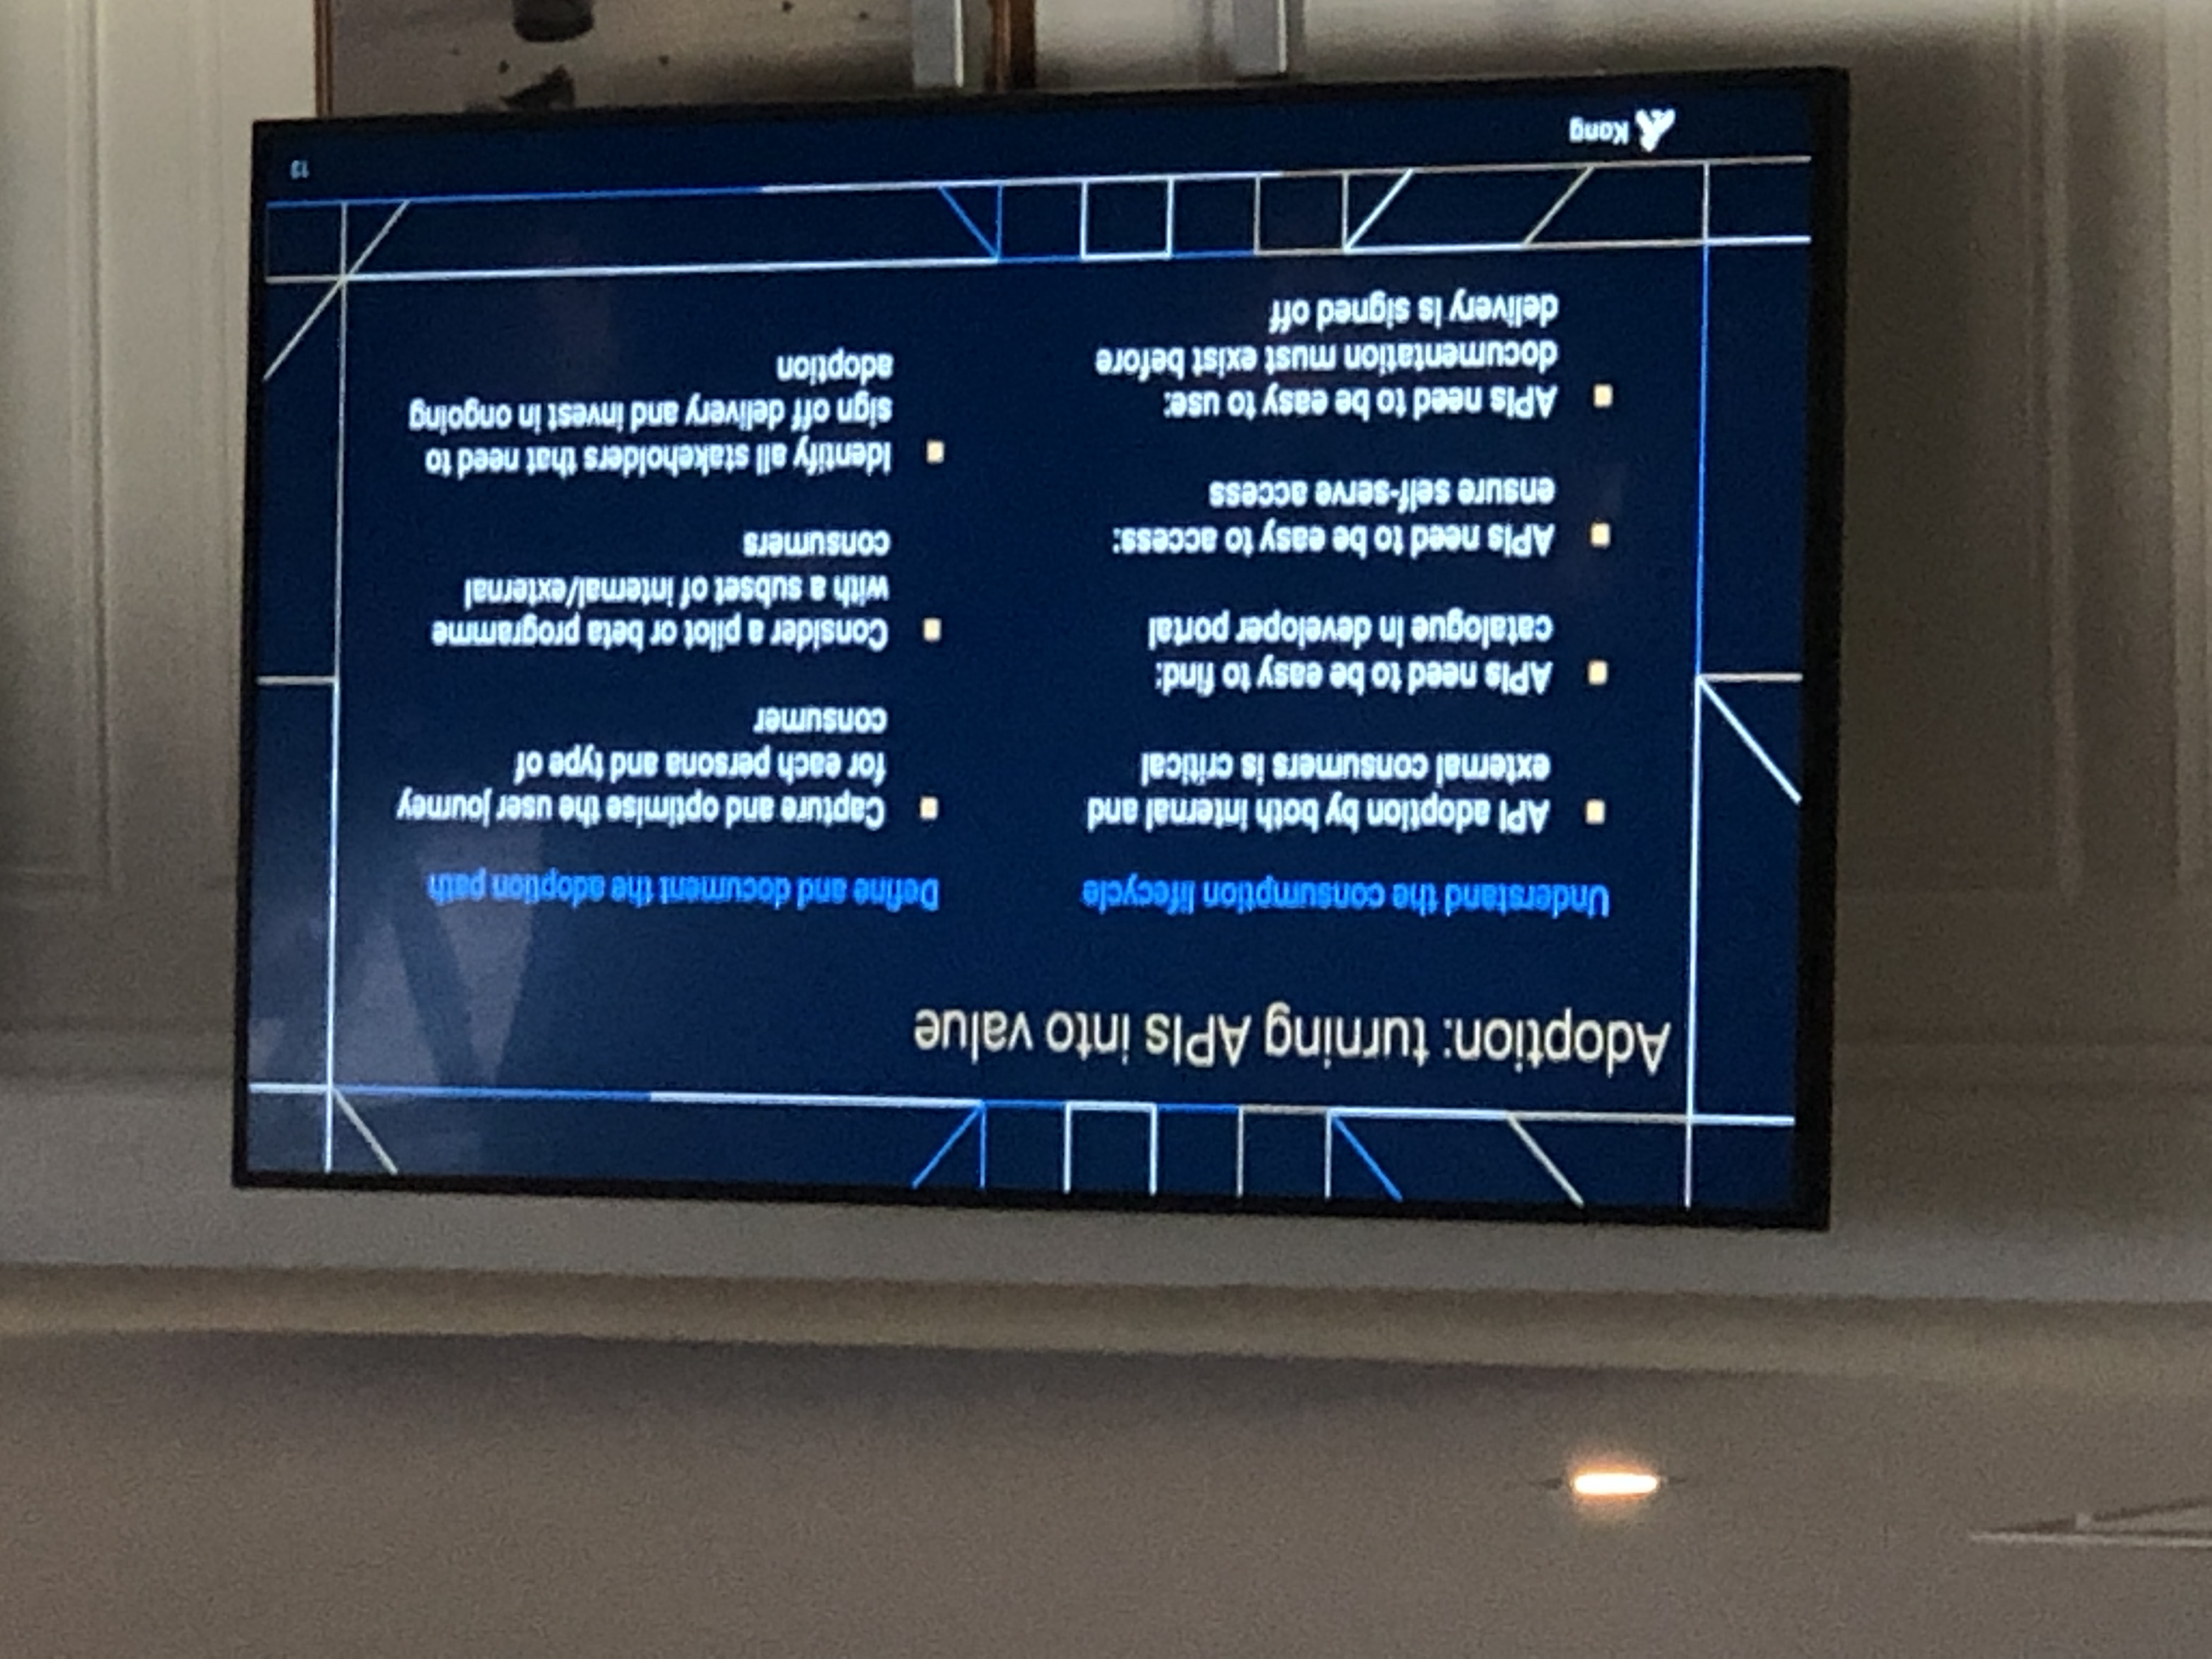 Adoption: turning APIs into value
Understand the consumption lifecycle
API adoption by both internal and
external consumers is critical
APIs need to be easy to find:
catalogue in developer portal
APIs need to be easy to access:
ensure self-serve access
APIs need to be easy to use:
documentation must exist before
delivery is signed off
Define and document the adoption path
Capture and optimise the user journey
for each persona and type of
consumer
Consider a pilot or beta programme
with a subset of internal/external
consumers
Identify all stakeholders that need to
sign off delivery and invest in ongoing
adoption
Kong
13